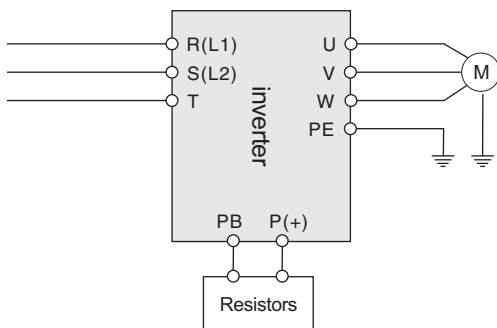 R(L1)
S(L2)
T
U
V
W
PE
M
inverter
PB
P(+)
Resistors